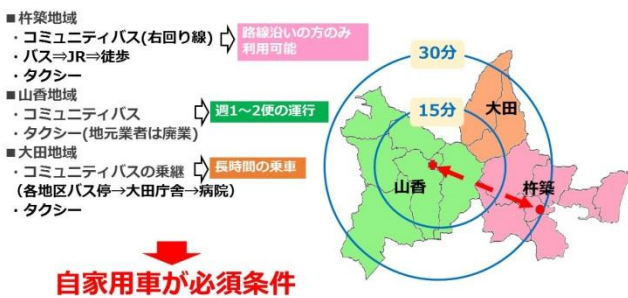 ■杵築地域
・コミュニティバス(右回り線)
路線沿いの方のみ
利用可能
・バス⇒JR⇒徒歩
・タクシー
■山香地域
・コミュニティバス
週1～2便の運行
・タクシー(地元業者は廃業)
■大田地域
・コミュニティバスの乗継
長時間の乗車
（各地区バス停→大田庁舎→病院）
・タクシー
自家用車が必須条件
30分
15分
大田
山香
杵築